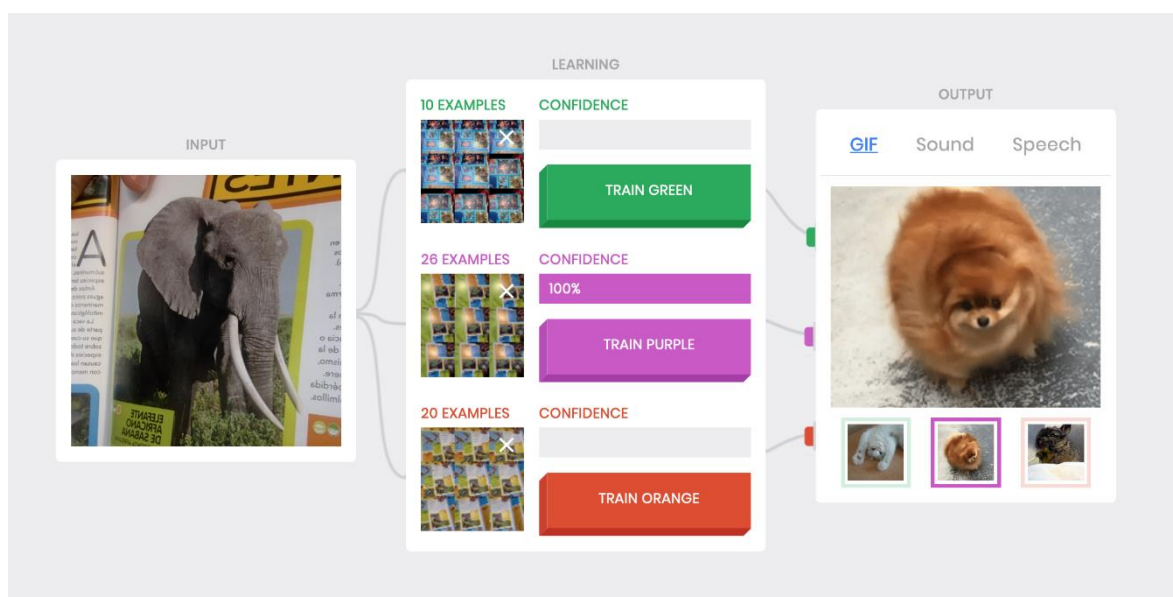 INPUT
ANTES
A
ELEFANTE
AFRICANO
DE SABANA
LEARNING
10 EXAMPLES CONFIDENCE
TRAIN GREEN
26 EXAMPLES CONFIDENCE
100%
TRAIN PURPLE
20 EXAMPLES CONFIDENCE
TRAIN ORANGE
OUTPUT
GIF Sound Speech